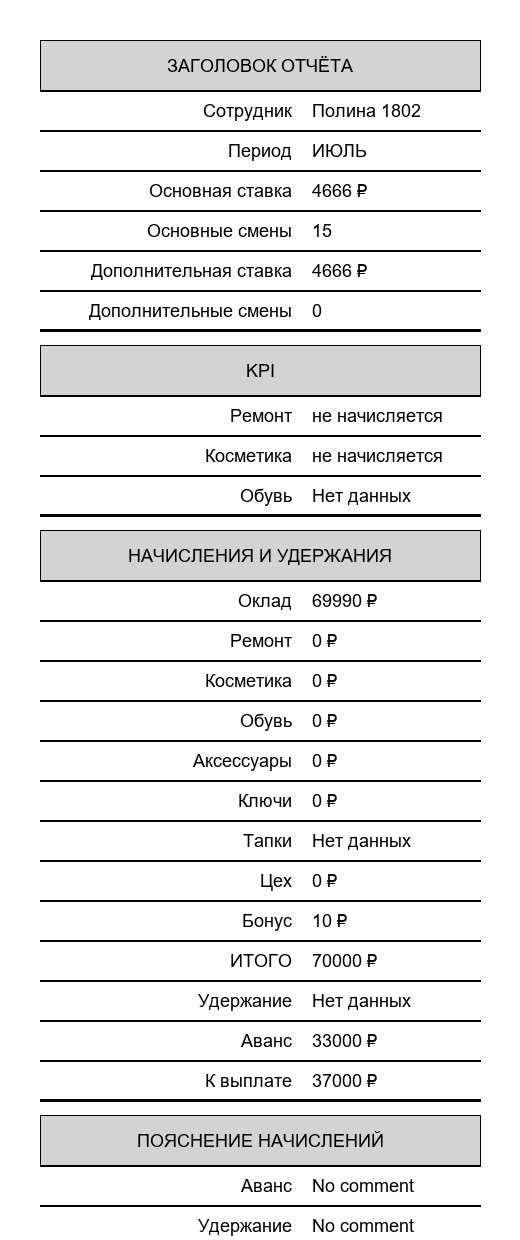 ЗАГОЛОВОК ОТЧЁТА
Сотрудник Полина 1802
Период ИЮЛЬ
Основная ставка 4666 ₽
Основные смены 15
Дополнительная ставка 4666 ₽
Дополнительные смены 0
KPI
Ремонт не начисляется
Косметика не начисляется
Обувь Нет данных
НАЧИСЛЕНИЯ И УДЕРЖАНИЯ
Оклад 69990 ₽
Ремонт 0 ₽
Косметика 0 ₽
Обувь 0 ₽
Аксессуары 0 ₽
Ключи 0 ₽
Тапки Нет данных
Цех 0 ₽
Бонус 10 ₽
ИТОГО 70000 ₽
Удержание Нет данных
Аванс 33000 ₽
К выплате 37000 ₽
ПОЯСНЕНИЕ НАЧИСЛЕНИЙ
Аванс No comment
Удержание No comment